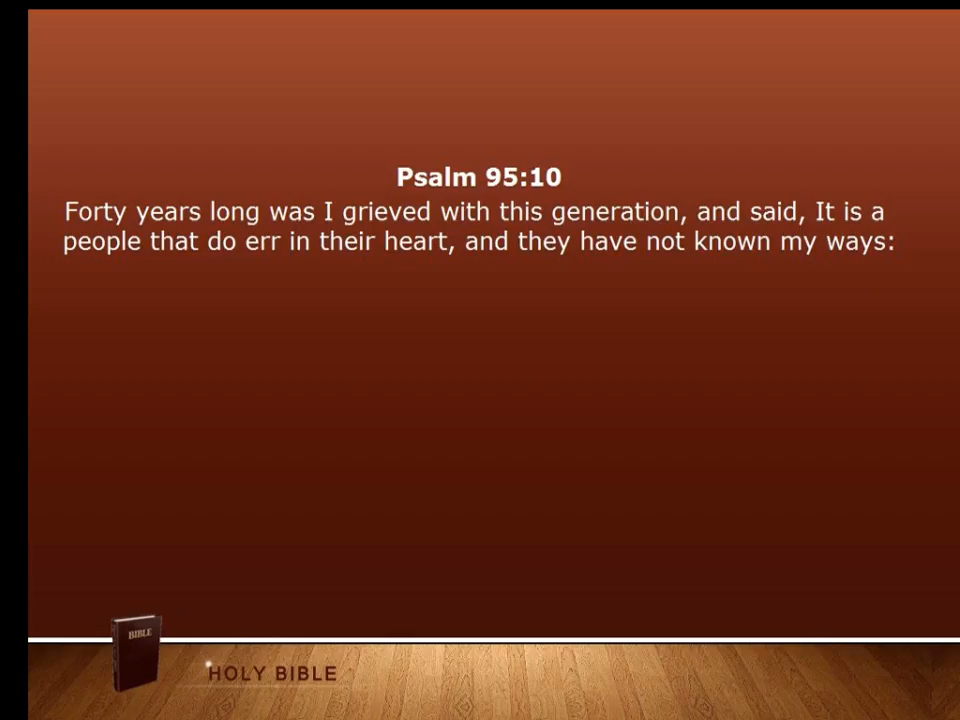 Psalm 95:10
Forty years long was I grieved with this generation, and said, It is a
people that do err in their heart, and they have not known my ways:
BIBLE
HOLY BIBLE